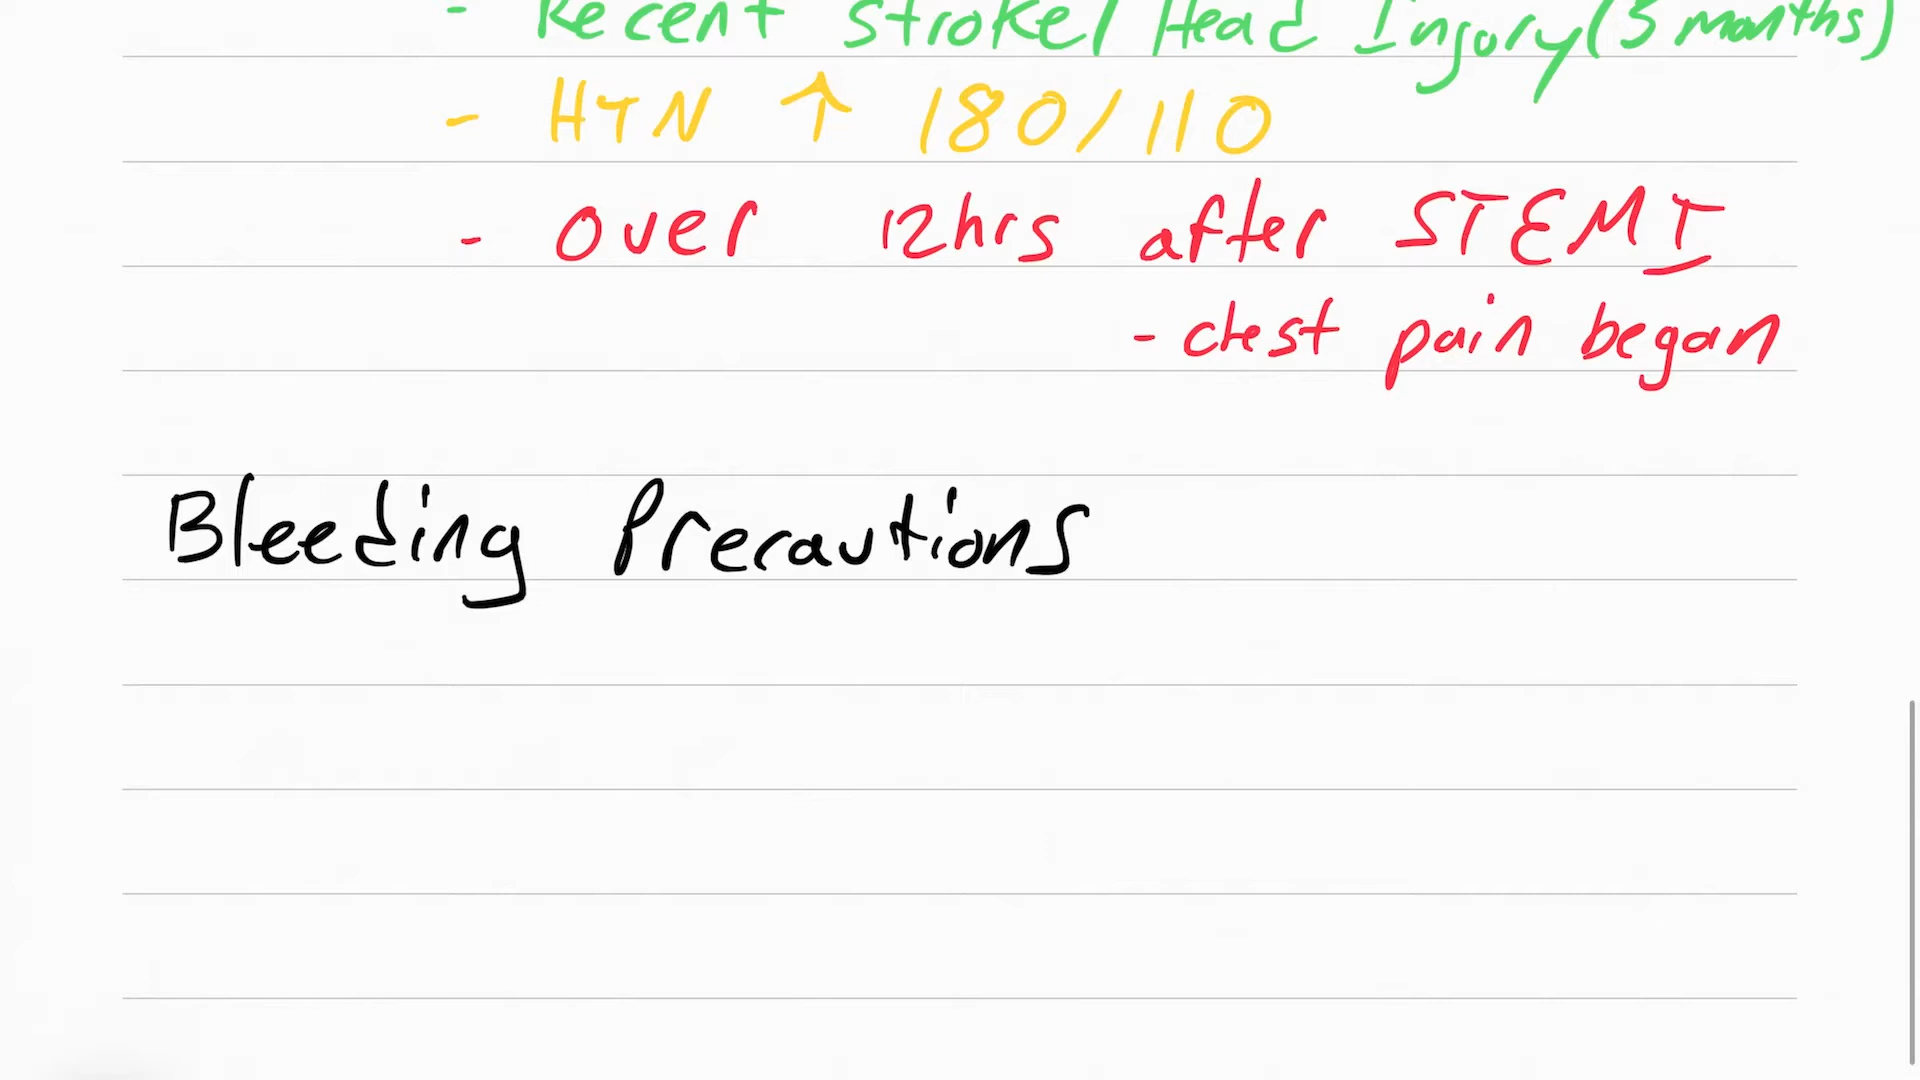 - Recent Stroke/Head Injury (3 months)
- HTN ↑ 180/110
- over 12hrs after STEMI
- chest pain began
Bleeding Precautions